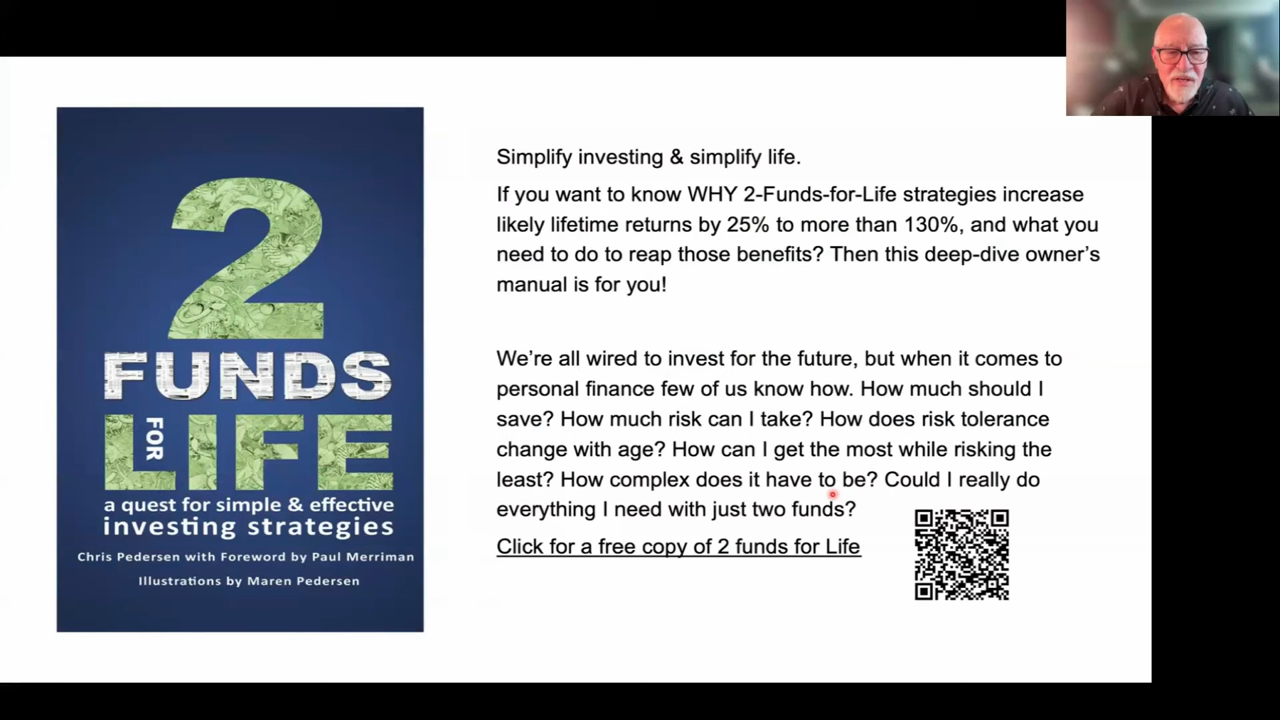 2
FUNDS
FOR
LIFE
a quest for simple & effective
investing strategies
Chris Pedersen with Foreword by Paul Merriman
Illustrations by Maren Pedersen
Simplify investing & simplify life.
If you want to know WHY 2-Funds-for-Life strategies increase
likely lifetime returns by 25% to more than 130%, and what you
need to do to reap those benefits? Then this deep-dive owner’s
manual is for you!
We’re all wired to invest for the future, but when it comes to
personal finance few of us know how. How much should I
save? How much risk can I take? How does risk tolerance
change with age? How can I get the most while risking the
least? How complex does it have to be? Could I really do
everything I need with just two funds?
Click for a free copy of 2 funds for Life